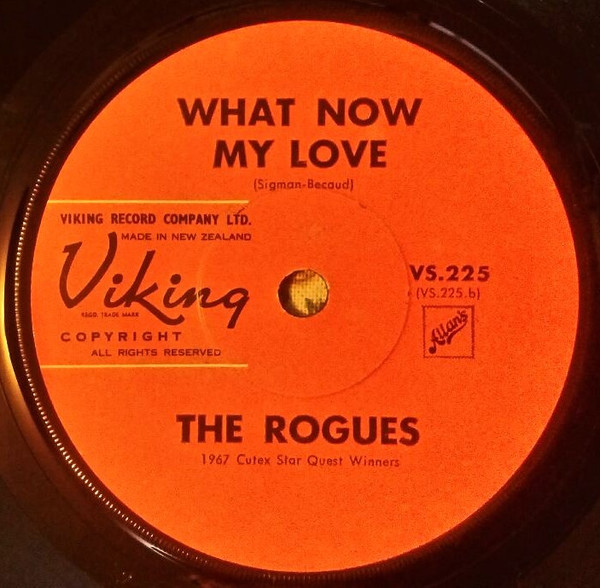 WHAT NOW
MY LOVE
(Sigman-Becaud)
VIKING RECORD COMPANY LTD.
MADE IN NEW ZEALAND
Viking
REGD. TRADE MARK
COPYRIGHT
ALL RIGHTS RESERVED
VS.225
(VS.225.b)
Allan's
THE ROGUES
1967 Cutex Star Quest Winners